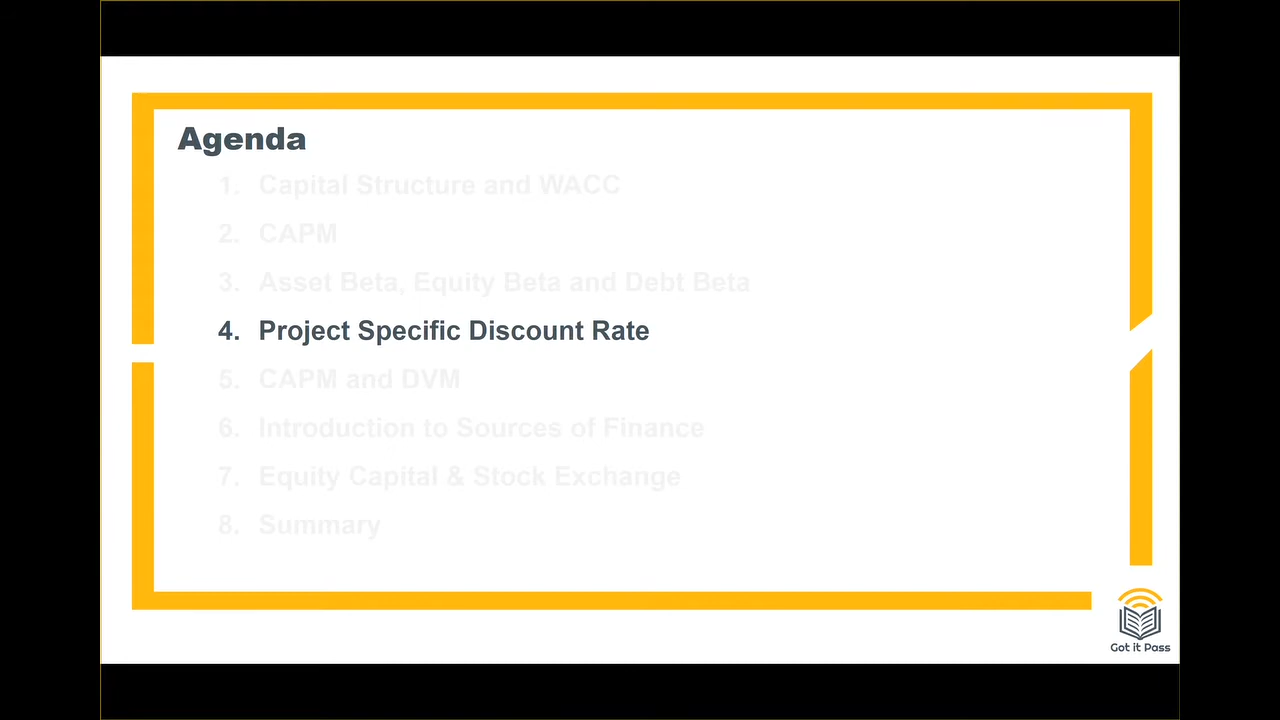 Agenda
1. Capital Structure and WACC
2. CAPM
3. Asset Beta, Equity Beta and Debt Beta
4. Project Specific Discount Rate
5. CAPM and DVM
6. Introduction to Sources of Finance
7. Equity Capital & Stock Exchange
8. Summary
Got it Pass